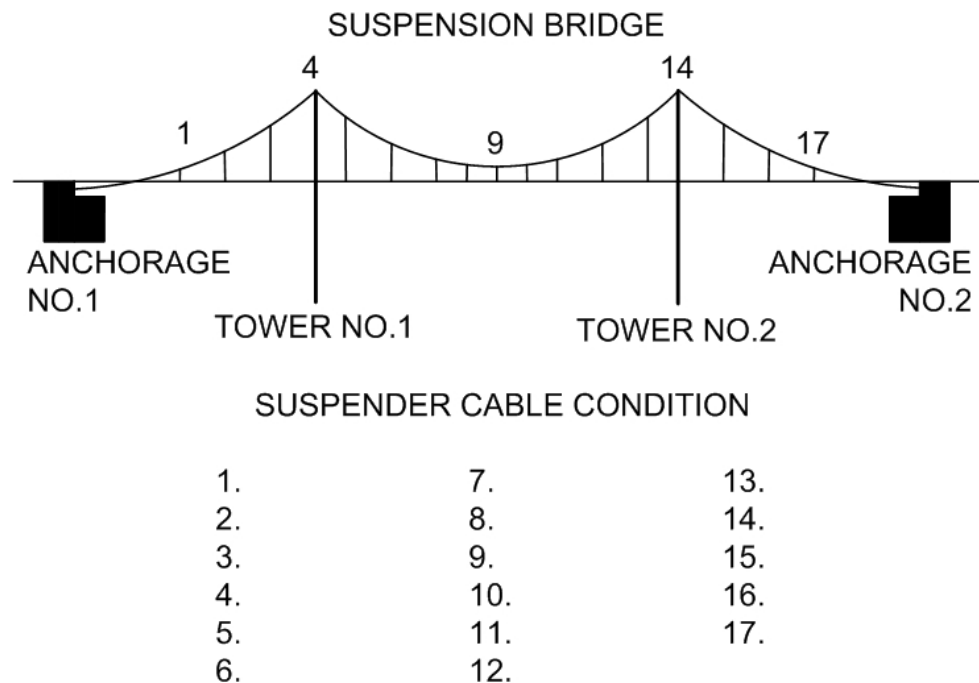 SUSPENSION BRIDGE
4 14
1 9 17
ANCHORAGE
NO.1
ANCHORAGE
NO.2
TOWER NO.1 TOWER NO.2
SUSPENDER CABLE CONDITION
1. 7. 13.
2. 8. 14.
3. 9. 15.
4. 10. 16.
5. 11. 17.
6. 12.